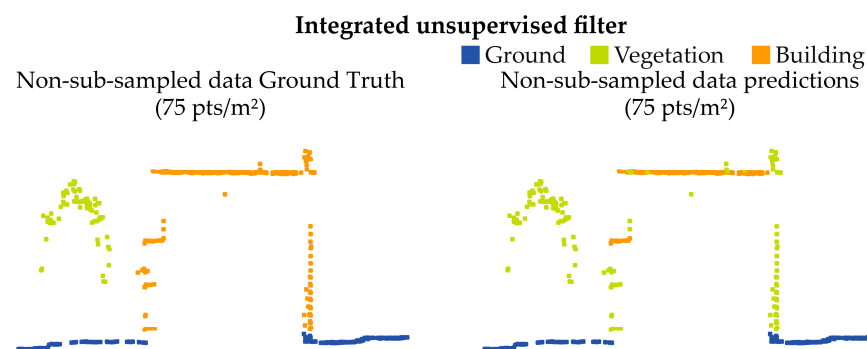 Integrated unsupervised filter
Ground Vegetation Building
Non-sub-sampled data Ground Truth
(75 pts/m²)
Non-sub-sampled data predictions
(75 pts/m²)